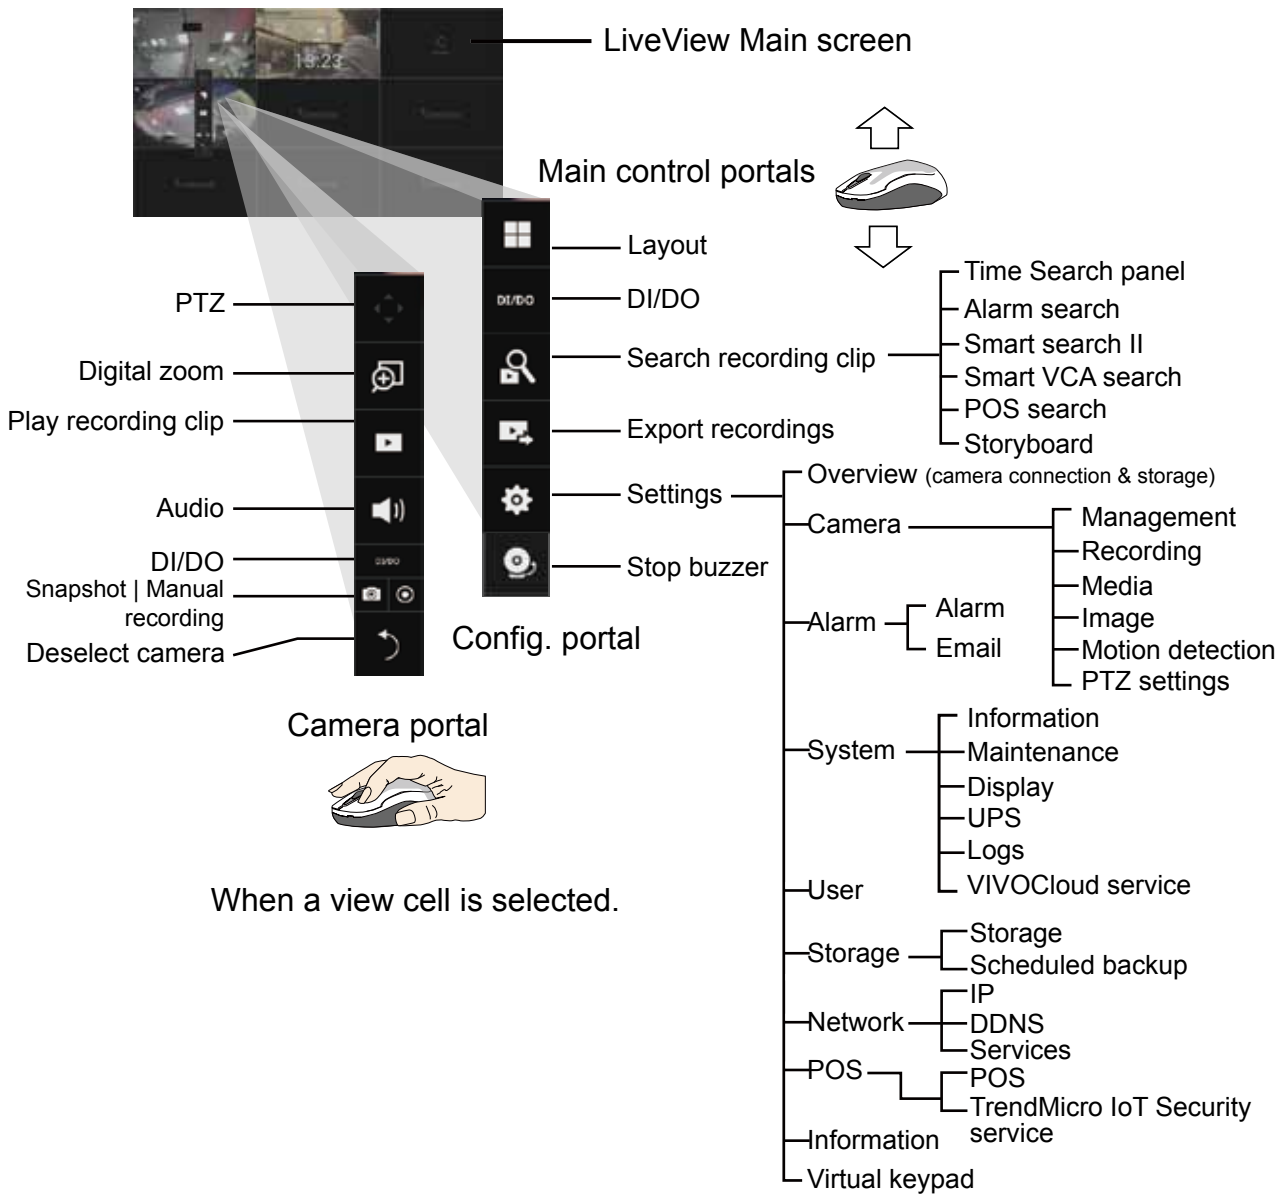 LiveView Main screen
13:23
Main control portals
Layout
DI/DO
DI/DO
Search recording clip
Export recordings
Settings
Stop buzzer
Config. portal
PTZ
Digital zoom
Play recording clip
Audio
DI/DO
DI/DO
Snapshot | Manual
recording
Deselect camera
Camera portal
When a view cell is selected.
Time Search panel
Alarm search
Smart search II
Smart VCA search
POS search
Storyboard
Overview (camera connection & storage)
Camera
Management
Recording
Media
Image
Motion detection
PTZ settings
Alarm
Alarm
Email
System
Information
Maintenance
Display
UPS
Logs
VIVOCloud service
User
Storage
Storage
Scheduled backup
Network
IP
DDNS
Services
POS
POS
TrendMicro IoT Security
service
Information
Virtual keypad